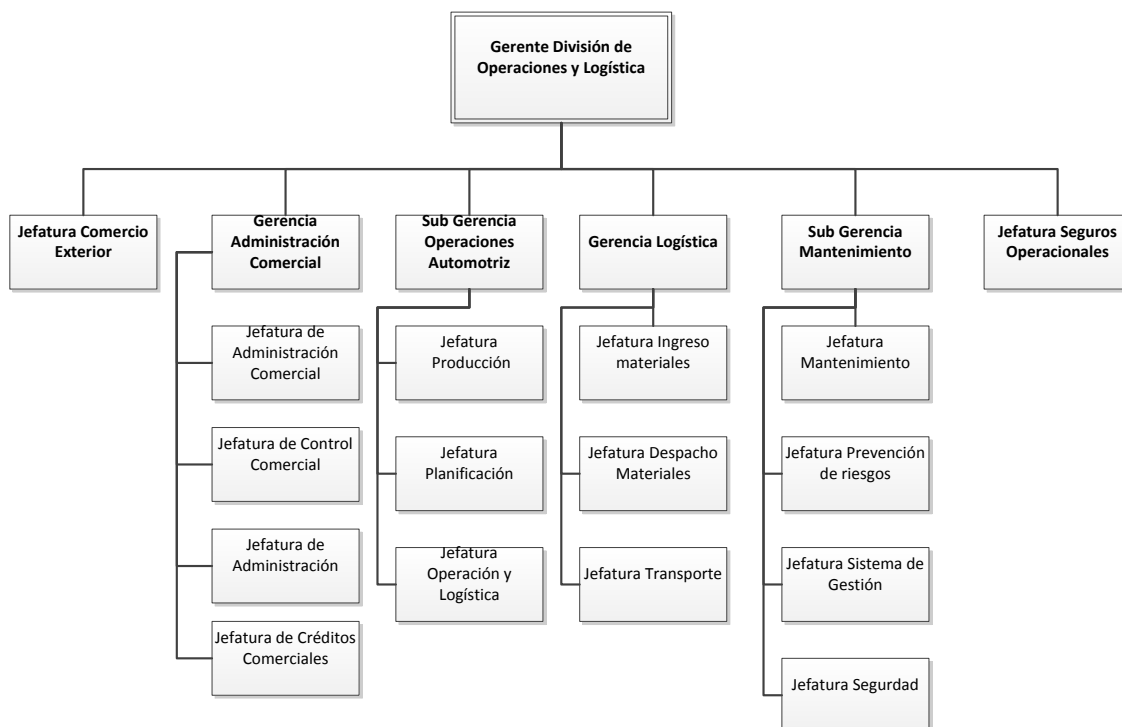 Gerente División de
Operaciones y Logística
Jefatura Comercio
Exterior
Gerencia
Administración
Comercial
Sub Gerencia
Operaciones
Automotriz
Gerencia Logística
Sub Gerencia
Mantenimiento
Jefatura Seguros
Operacionales
Jefatura de
Administración
Comercial
Jefatura de Control
Comercial
Jefatura de
Administración
Jefatura de Créditos
Comerciales
Jefatura
Producción
Jefatura
Planificación
Jefatura
Operación y
Logística
Jefatura Ingreso
materiales
Jefatura Despacho
Materiales
Jefatura Transporte
Jefatura
Mantenimiento
Jefatura Prevención
de riesgos
Jefatura Sistema de
Gestión
Jefatura Segurdad